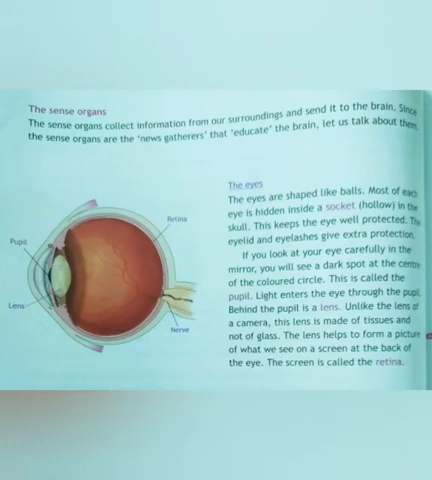 The sense organs
The sense organs collect information from our surroundings and send it to the brain. Since
the sense organs are the 'news gatherers' that 'educate' the brain, let us talk about them.
The eyes
The eyes are shaped like balls. Most of each
eye is hidden inside a socket (hollow) in the
skull. This keeps the eye well protected. The
eyelid and eyelashes give extra protection.
If you look at your eye carefully in the
mirror, you will see a dark spot at the centre
of the coloured circle. This is called the
pupil. Light enters the eye through the pupil.
Behind the pupil is a lens. Unlike the lens of
a camera, this lens is made of tissues and
not of glass. The lens helps to form a picture
of what we see on a screen at the back of
the eye. The screen is called the retina.
Retina
Pupil
Lens
Nerve